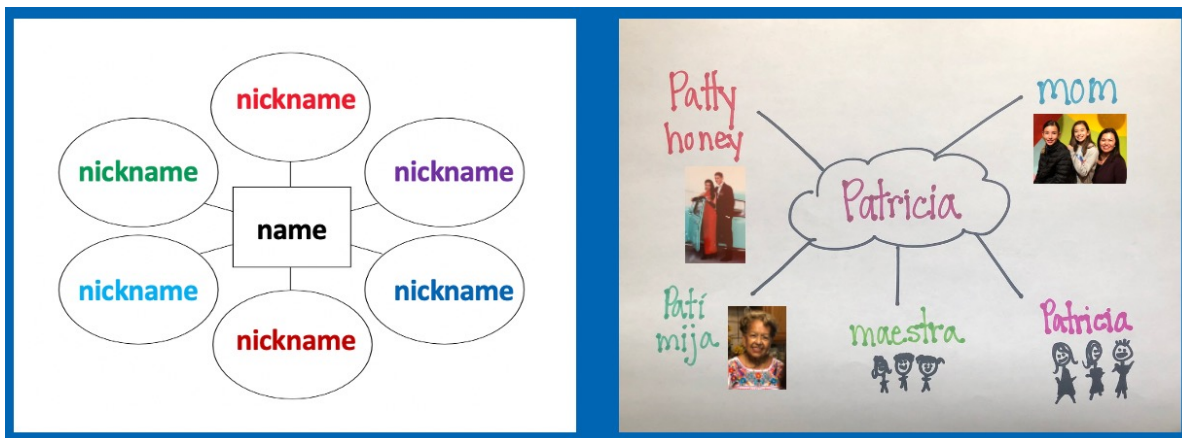 nickname
nickname
nickname
name
nickname
nickname
nickname
Patty
honey
mom
Patricia
Pati
mija
maestra
Patricia